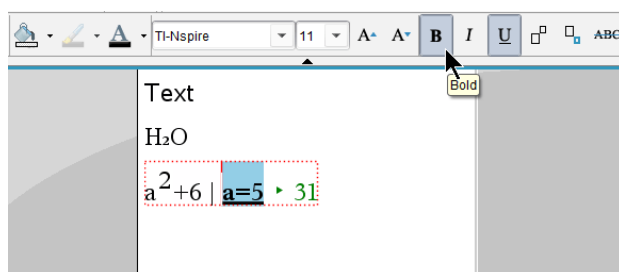 A TI-Nspire 11 A A B I U ABC
Bold
Text
H₂O
a²+6 | a=5 ▸ 31